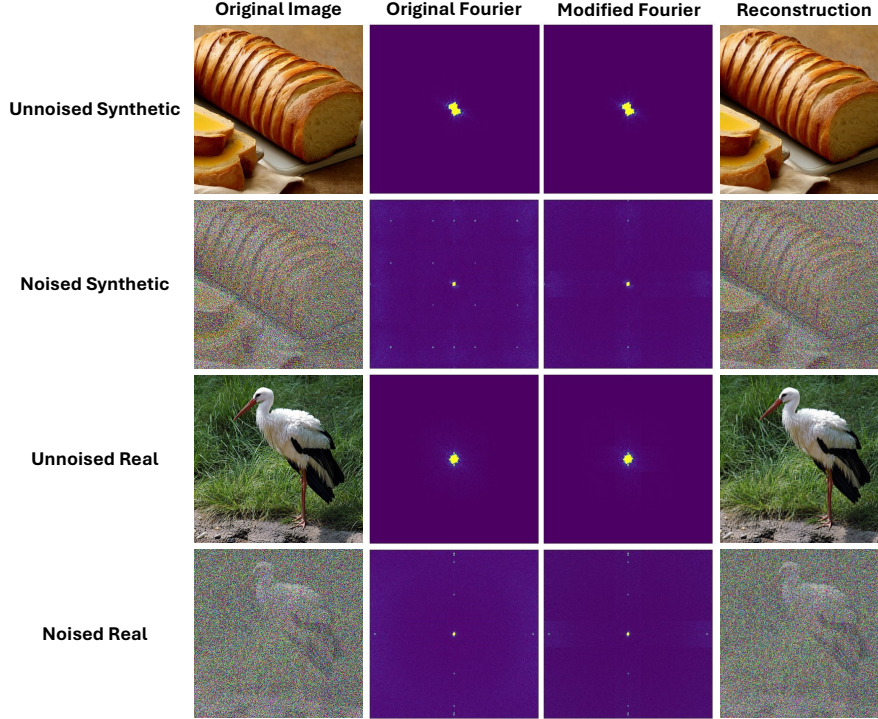 Original Image Original Fourier Modified Fourier Reconstruction
Unnoised Synthetic
Noised Synthetic
Unnoised Real
Noised Real